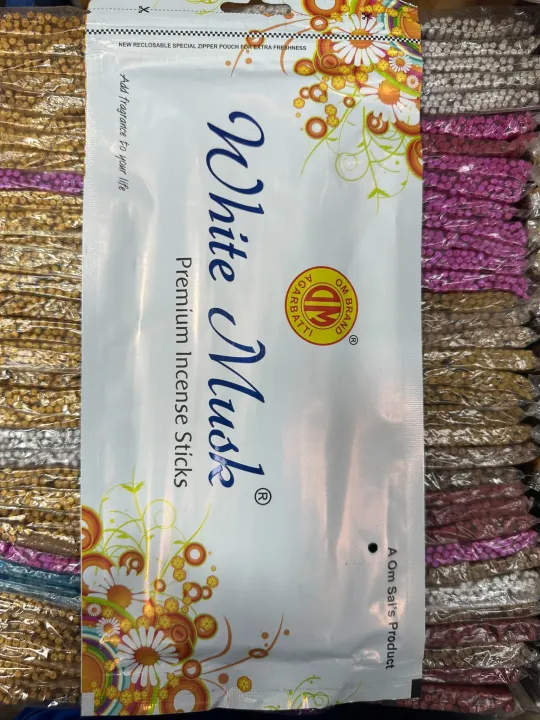 NEW RECLOSABLE SPECIAL ZIPPER POUCH FOR EXTRA FRESHNESS
OM BRAND
OM
AGARBATTI
®
White Musk®
Premium Incense Sticks
Add fragrance to your life
A Om Sai's Product